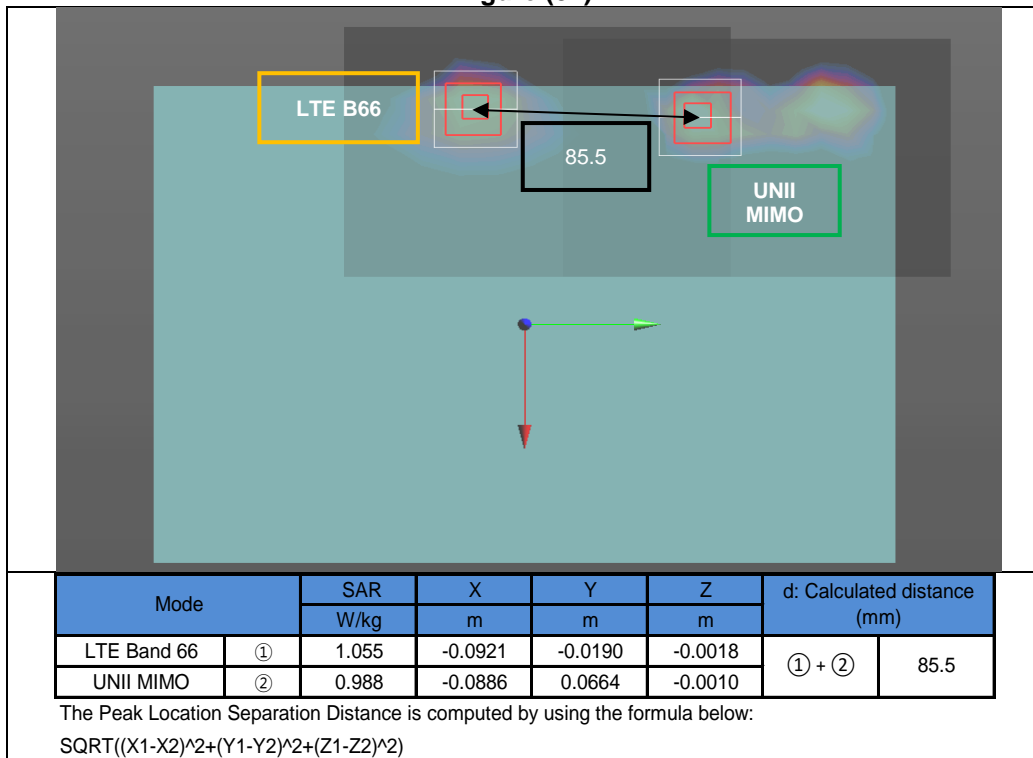 LTE B66
85.5
UNII
MIMO
Mode SAR X Y Z d: Calculated distance (mm)
W/kg m m m
LTE Band 66 ① 1.055 -0.0921 -0.0190 -0.0018 ① + ② 85.5
UNII MIMO ② 0.988 -0.0886 0.0664 -0.0010
The Peak Location Separation Distance is computed by using the formula below:
SQRT((X1-X2)^2+(Y1-Y2)^2+(Z1-Z2)^2)